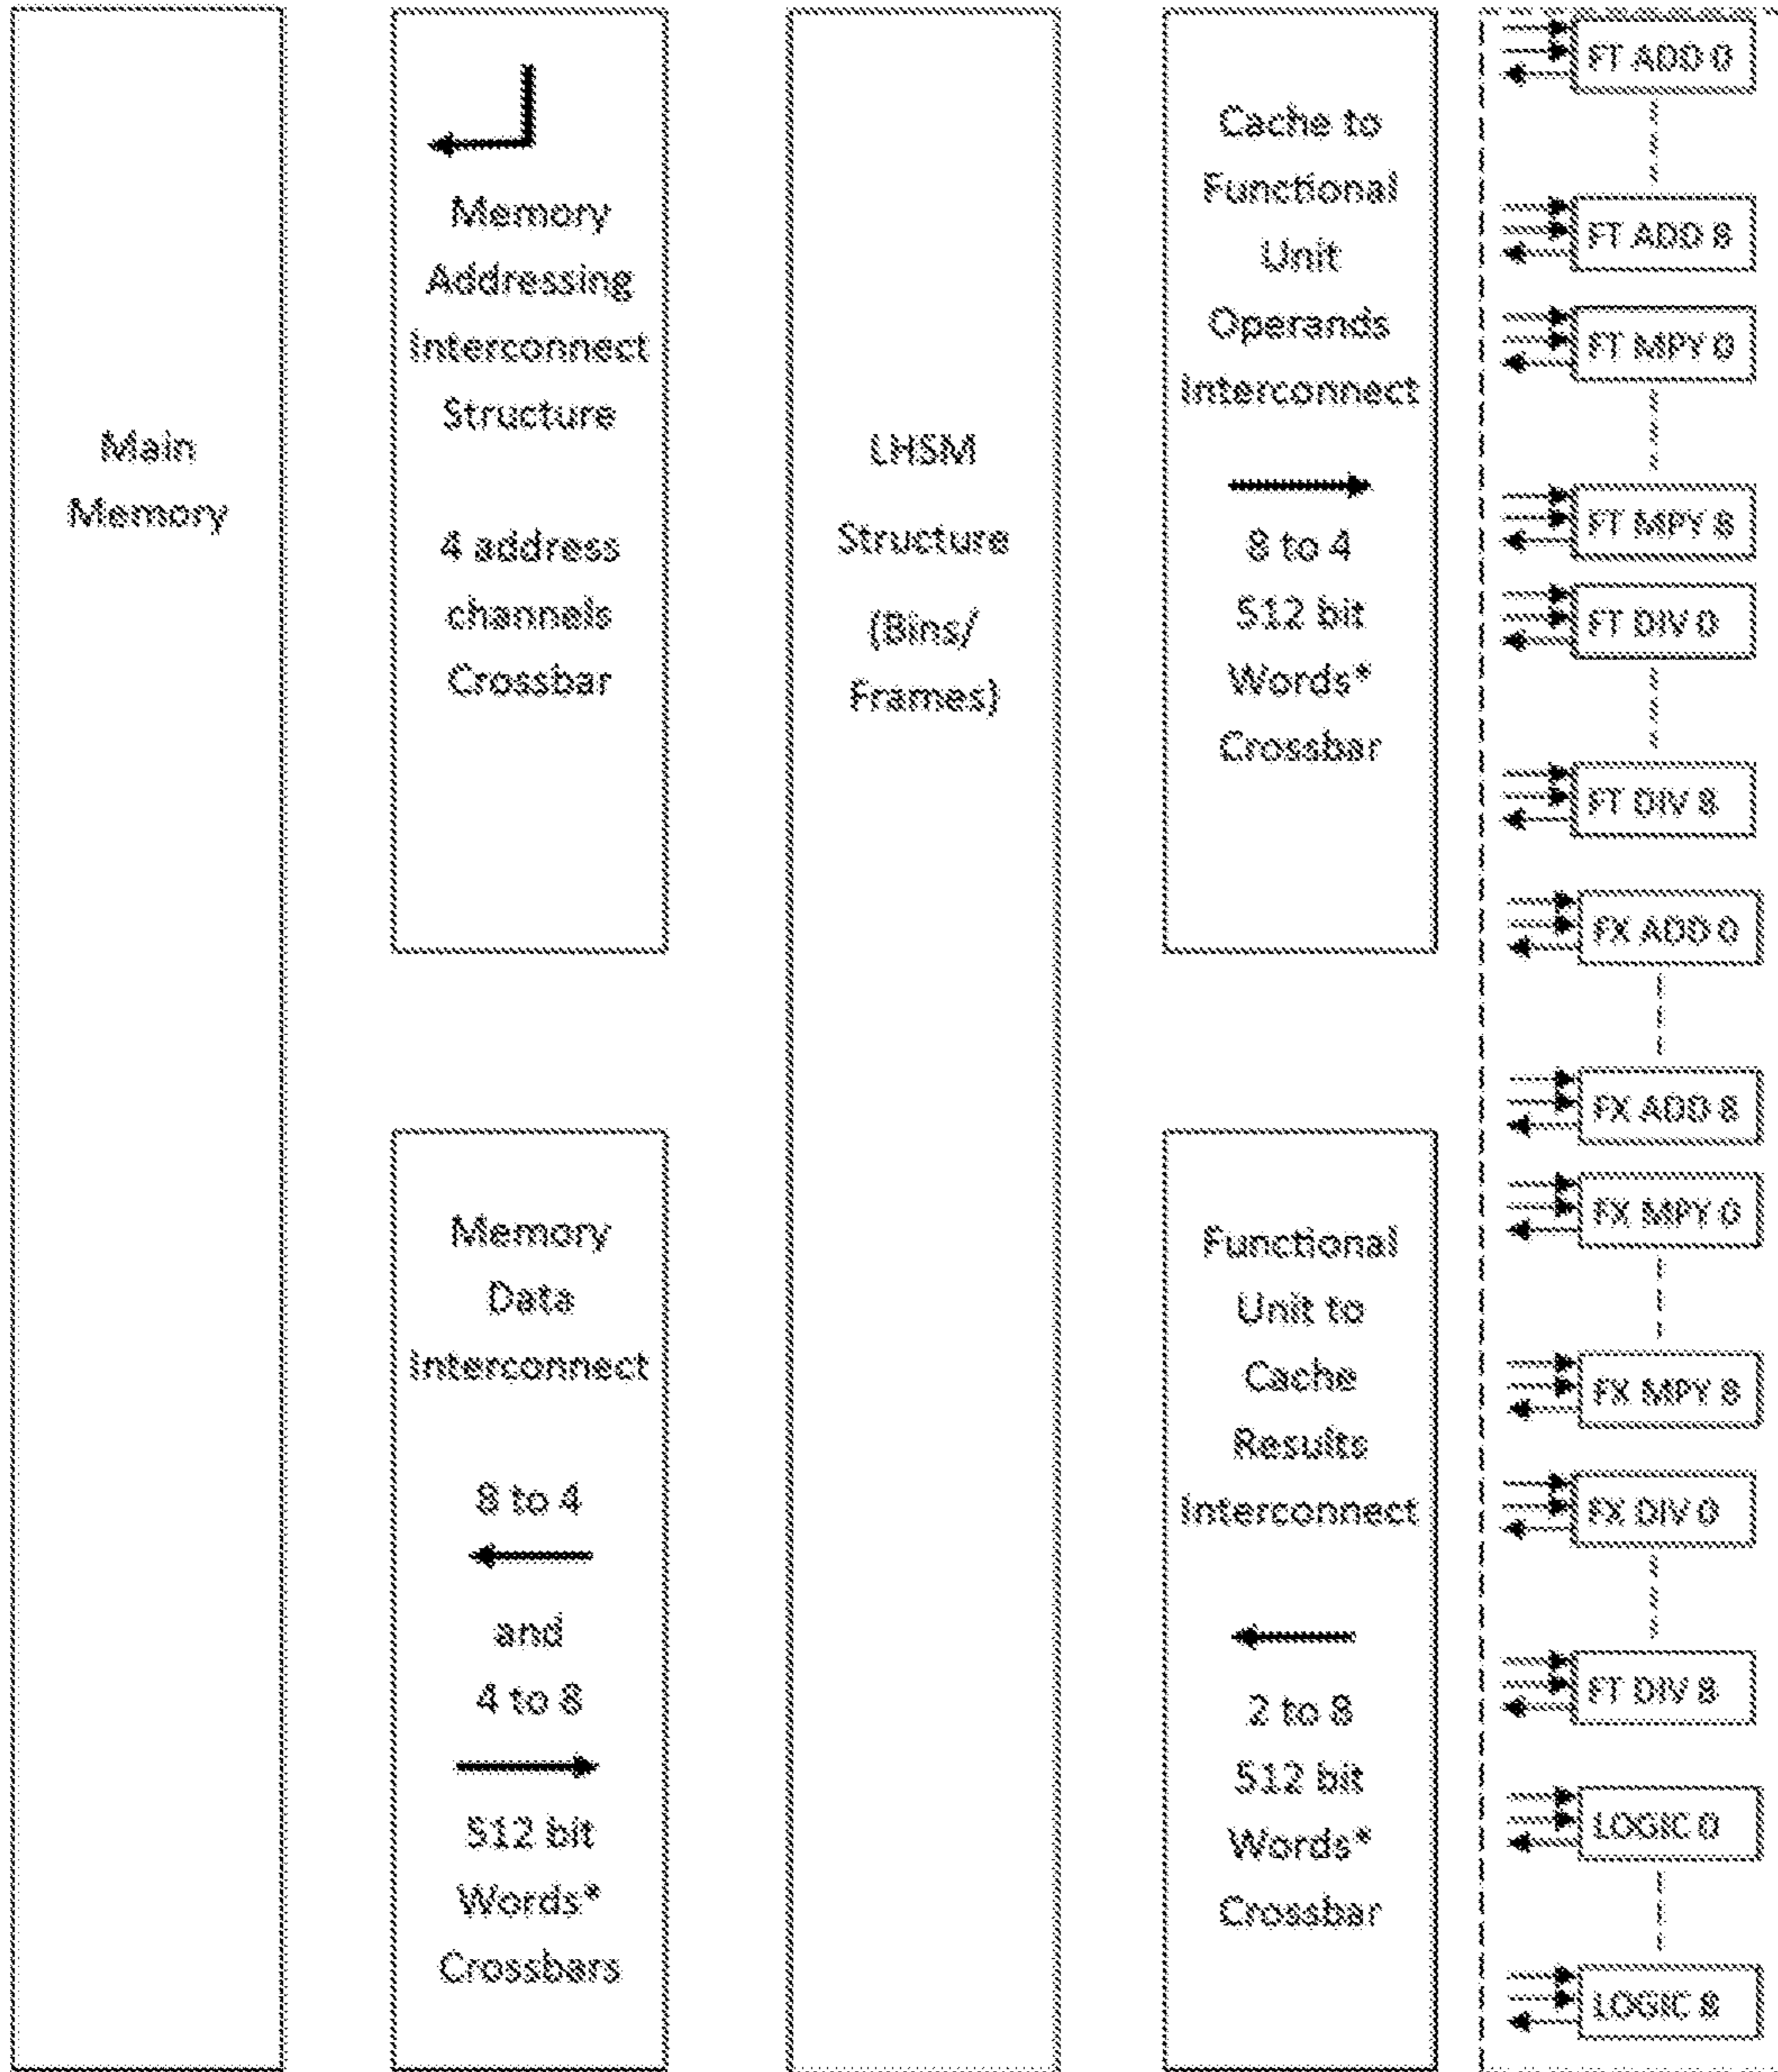 Main
Memory
Memory
Addressing
Interconnect
Structure
4 address
channels
Crossbar
Memory
Data
Interconnect
8 to 4
and
4 to 8
512 bit
Words*
Crossbars
LHSM
Structure
(Bins/
Frames)
Cache to
Functional
Unit
Operands
Interconnect
8 to 4
512 bit
Words*
Crossbar
Functional
Unit to
Cache
Results
Interconnect
2 to 8
512 bit
Words*
Crossbar
FT ADD 0
FT ADD 8
FT MPY 0
FT MPY 8
FT DIV 0
FT DIV 8
FX ADD 0
FX ADD 8
FX MPY 0
FX MPY 8
FX DIV 0
FT DIV 8
LOGIC 0
LOGIC 8